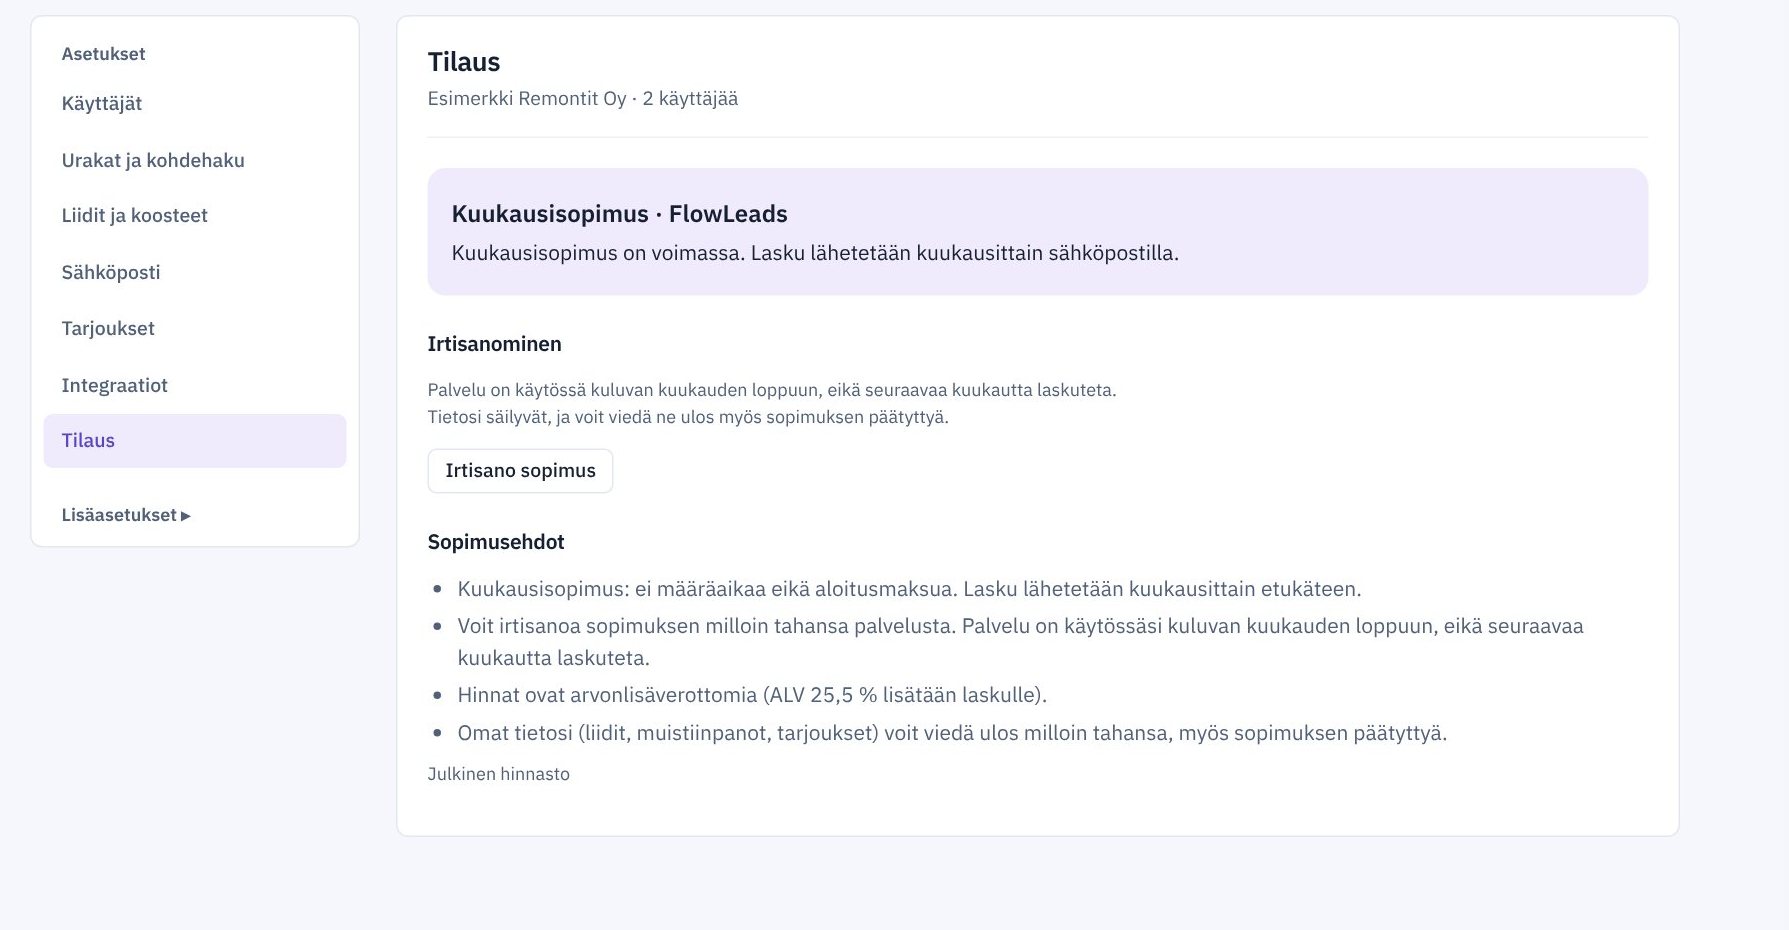 Asetukset
Käyttäjät
Urakat ja kohdehaku
Liidit ja koosteet
Sähköposti
Tarjoukset
Integraatiot
Tilaus
Lisäasetukset ▸
Tilaus
Esimerkki Remontit Oy · 2 käyttäjää
Kuukausisopimus · FlowLeads
Kuukausisopimus on voimassa. Lasku lähetetään kuukausittain sähköpostilla.
Irtisanominen
Palvelu on käytössä kuluvan kuukauden loppuun, eikä seuraavaa kuukautta laskuteta.
Tietosi säilyvät, ja voit viedä ne ulos myös sopimuksen päätyttyä.
Irtisano sopimus
Sopimusehdot
• Kuukausisopimus: ei määräaikaa eikä aloitusmaksua. Lasku lähetetään kuukausittain etukäteen.
• Voit irtisanoa sopimuksen milloin tahansa palvelusta. Palvelu on käytössäsi kuluvan kuukauden loppuun, eikä seuraavaa
kuukautta laskuteta.
• Hinnat ovat arvonlisäverottomia (ALV 25,5 % lisätään laskulle).
• Omat tietosi (liidit, muistiinpanot, tarjoukset) voit viedä ulos milloin tahansa, myös sopimuksen päätyttyä.
Julkinen hinnasto